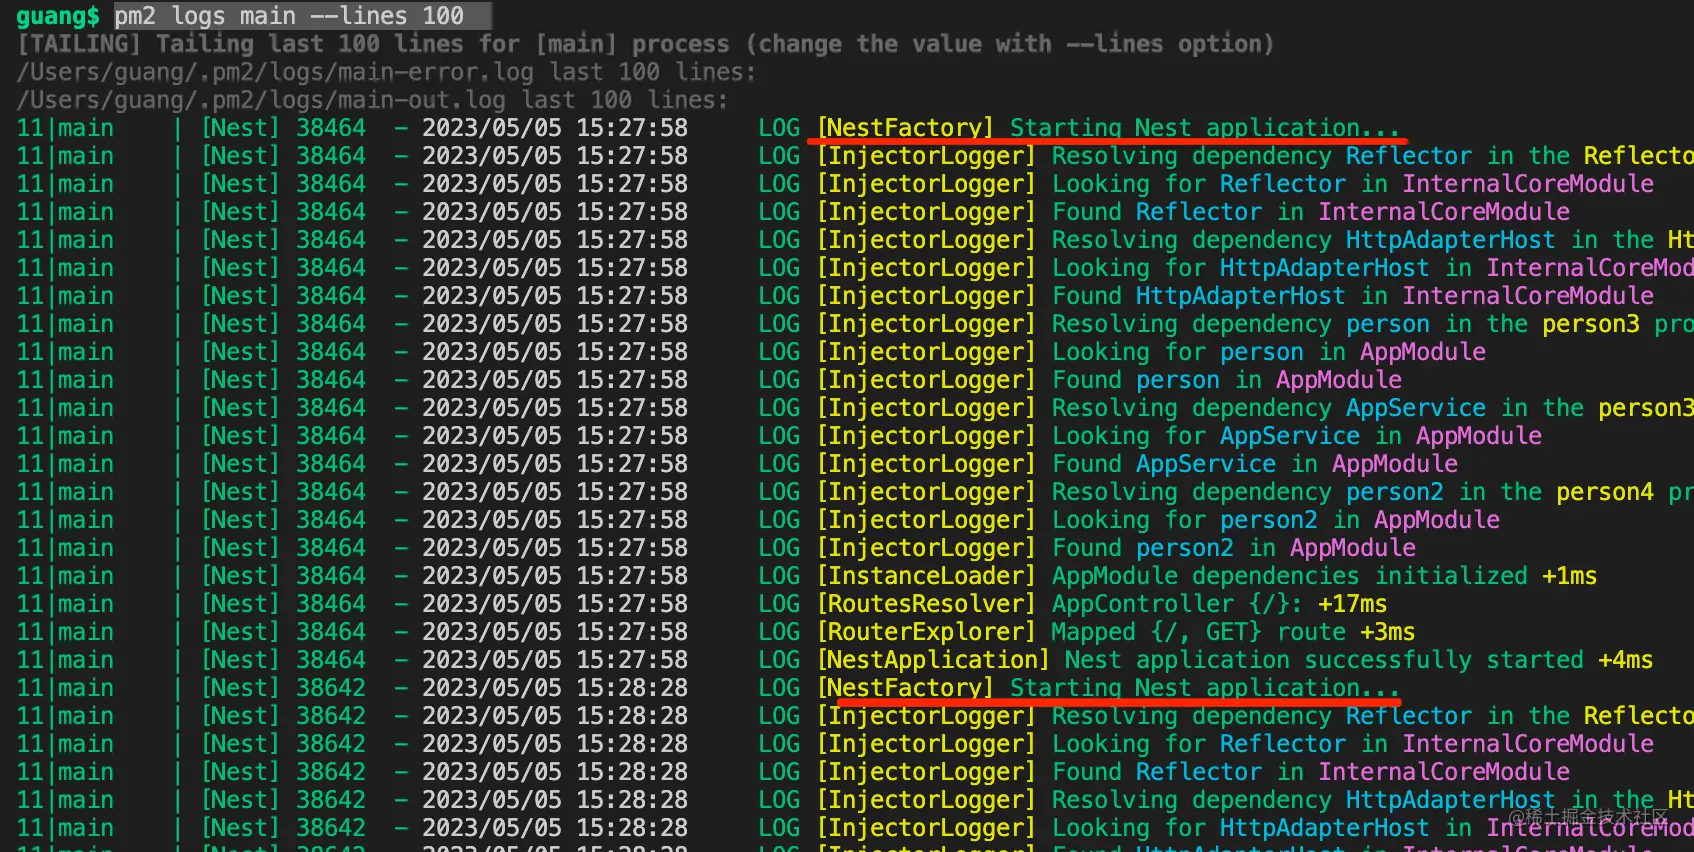 guang$ pm2 logs main --lines 100
[TAILING] Tailing last 100 lines for [main] process (change the value with --lines option)
/Users/guang/.pm2/logs/main-error.log last 100 lines:
/Users/guang/.pm2/logs/main-out.log last 100 lines:
11|main | [Nest] 38464 - 2023/05/05 15:27:58 LOG [NestFactory] Starting Nest application...
11|main | [Nest] 38464 - 2023/05/05 15:27:58 LOG [InjectorLogger] Resolving dependency Reflector in the Reflecto
11|main | [Nest] 38464 - 2023/05/05 15:27:58 LOG [InjectorLogger] Looking for Reflector in InternalCoreModule
11|main | [Nest] 38464 - 2023/05/05 15:27:58 LOG [InjectorLogger] Found Reflector in InternalCoreModule
11|main | [Nest] 38464 - 2023/05/05 15:27:58 LOG [InjectorLogger] Resolving dependency HttpAdapterHost in the Ht
11|main | [Nest] 38464 - 2023/05/05 15:27:58 LOG [InjectorLogger] Looking for HttpAdapterHost in InternalCoreMod
11|main | [Nest] 38464 - 2023/05/05 15:27:58 LOG [InjectorLogger] Found HttpAdapterHost in InternalCoreModule
11|main | [Nest] 38464 - 2023/05/05 15:27:58 LOG [InjectorLogger] Resolving dependency person in the person3 pro
11|main | [Nest] 38464 - 2023/05/05 15:27:58 LOG [InjectorLogger] Looking for person in AppModule
11|main | [Nest] 38464 - 2023/05/05 15:27:58 LOG [InjectorLogger] Found person in AppModule
11|main | [Nest] 38464 - 2023/05/05 15:27:58 LOG [InjectorLogger] Resolving dependency AppService in the person3
11|main | [Nest] 38464 - 2023/05/05 15:27:58 LOG [InjectorLogger] Looking for AppService in AppModule
11|main | [Nest] 38464 - 2023/05/05 15:27:58 LOG [InjectorLogger] Found AppService in AppModule
11|main | [Nest] 38464 - 2023/05/05 15:27:58 LOG [InjectorLogger] Resolving dependency person2 in the person4 pr
11|main | [Nest] 38464 - 2023/05/05 15:27:58 LOG [InjectorLogger] Looking for person2 in AppModule
11|main | [Nest] 38464 - 2023/05/05 15:27:58 LOG [InjectorLogger] Found person2 in AppModule
11|main | [Nest] 38464 - 2023/05/05 15:27:58 LOG [InstanceLoader] AppModule dependencies initialized +1ms
11|main | [Nest] 38464 - 2023/05/05 15:27:58 LOG [RoutesResolver] AppController {/}: +17ms
11|main | [Nest] 38464 - 2023/05/05 15:27:58 LOG [RouterExplorer] Mapped {/, GET} route +3ms
11|main | [Nest] 38464 - 2023/05/05 15:27:58 LOG [NestApplication] Nest application successfully started +4ms
11|main | [Nest] 38642 - 2023/05/05 15:28:28 LOG [NestFactory] Starting Nest application...
11|main | [Nest] 38642 - 2023/05/05 15:28:28 LOG [InjectorLogger] Resolving dependency Reflector in the Reflecto
11|main | [Nest] 38642 - 2023/05/05 15:28:28 LOG [InjectorLogger] Looking for Reflector in InternalCoreModule
11|main | [Nest] 38642 - 2023/05/05 15:28:28 LOG [InjectorLogger] Found Reflector in InternalCoreModule
11|main | [Nest] 38642 - 2023/05/05 15:28:28 LOG [InjectorLogger] Resolving dependency HttpAdapterHost in the Ht
@稀土掘金技术社区
11|main | [Nest] 38642 - 2023/05/05 15:28:28 LOG [InjectorLogger] Looking for HttpAdapterHost in InternalCoreMod